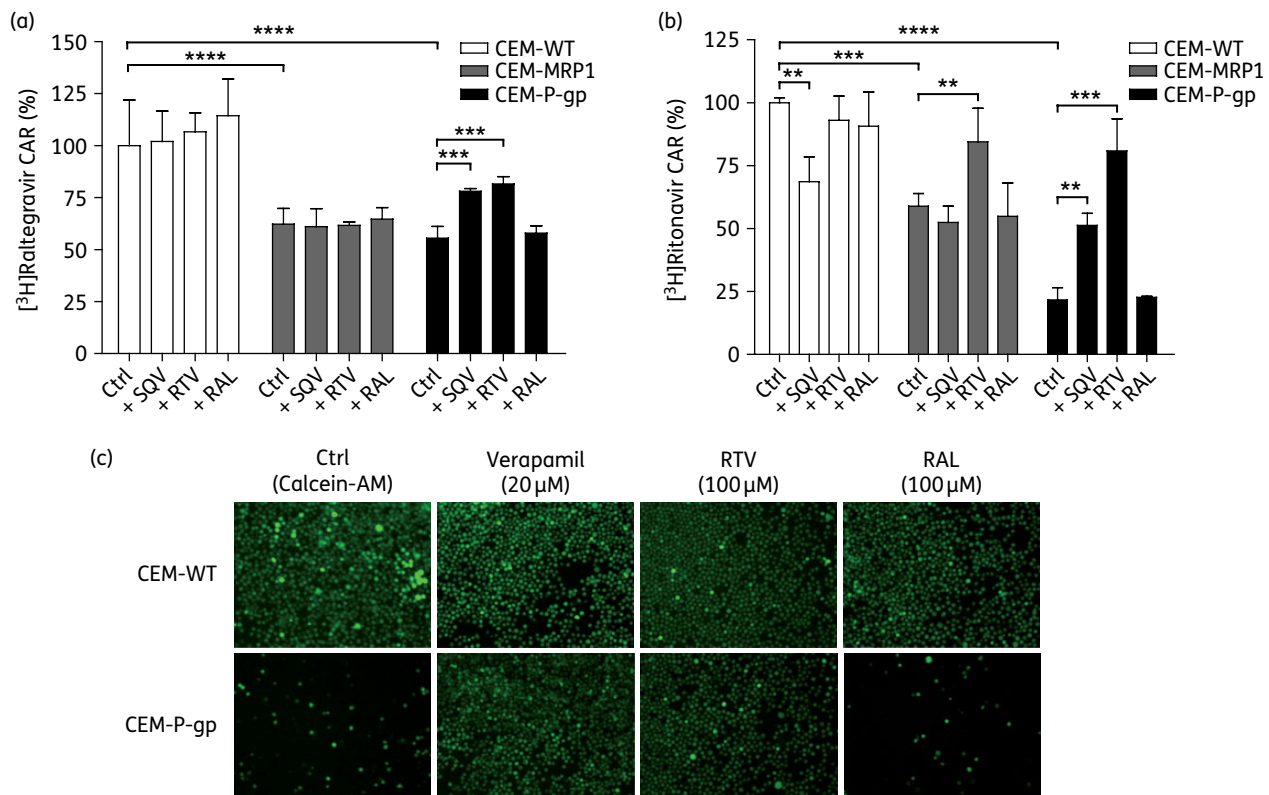 (a)
[³H]Raltegravir CAR (%)
150
125
100
75
50
25
0
****
****
***
***
CEM-WT
CEM-MRP1
CEM-P-gp
Ctrl
+ SQV
+ RTV
+ RAL
Ctrl
+ SQV
+ RTV
+ RAL
Ctrl
+ SQV
+ RTV
+ RAL
(b)
[³H]Ritonavir CAR (%)
125
100
75
50
25
0
****
***
**
**
***
**
CEM-WT
CEM-MRP1
CEM-P-gp
Ctrl
+ SQV
+ RTV
+ RAL
Ctrl
+ SQV
+ RTV
+ RAL
Ctrl
+ SQV
+ RTV
+ RAL
(c)
Ctrl
(Calcein-AM)
Verapamil
(20 µM)
RTV
(100 µM)
RAL
(100 µM)
CEM-WT
CEM-P-gp